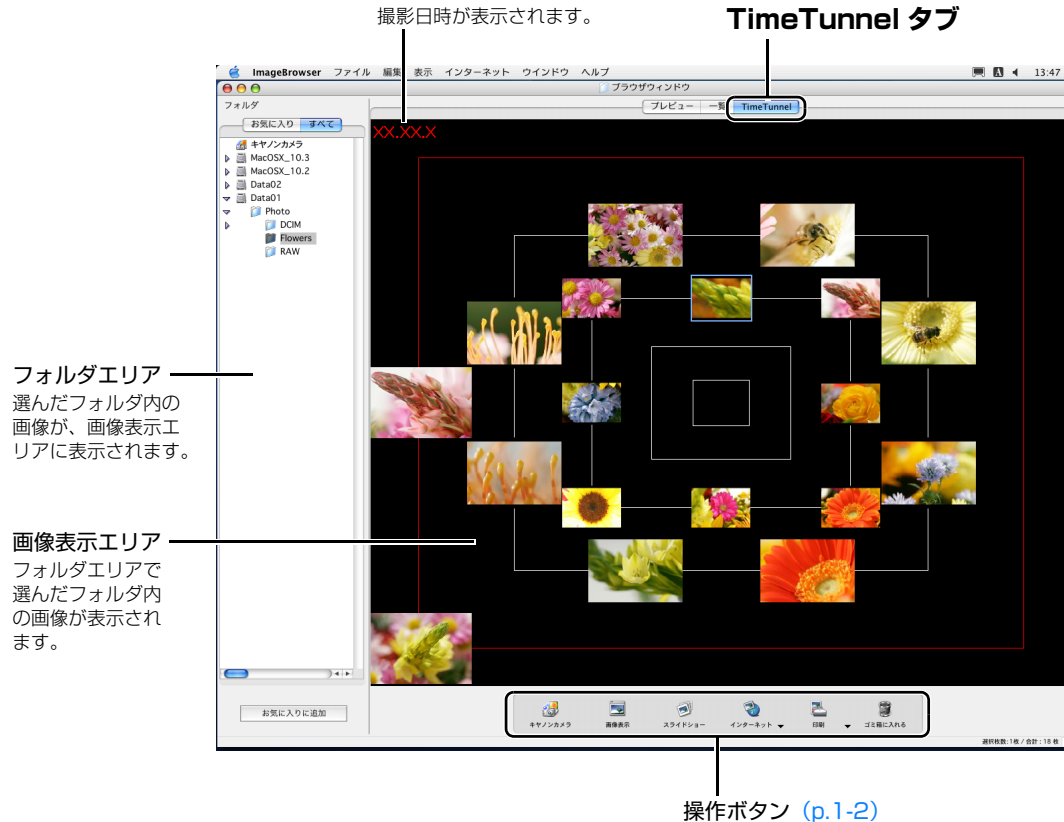 撮影日時が表示されます。
TimeTunnel タブ
ImageBrowser ファイル 編集 表示 インターネット ウインドウ ヘルプ
A 13:47
ブラウザウィンドウ
フォルダ
プレビュー 一覧 TimeTunnel
お気に入り すべて
XX.XX.X
キヤノンカメラ
MacOSX_10.3
MacOSX_10.2
Data02
Data01
Photo
DCIM
Flowers
RAW
フォルダエリア
選んだフォルダ内の
画像が、画像表示エ
リアに表示されます。
画像表示エリア
フォルダエリアで
選んだフォルダ内
の画像が表示され
ます。
お気に入りに追加
キヤノンカメラ 画像表示 スライドショー インターネット 印刷 ゴミ箱に入れる
選択枚数:1枚 / 合計:18 枚
操作ボタン(p.1-2)